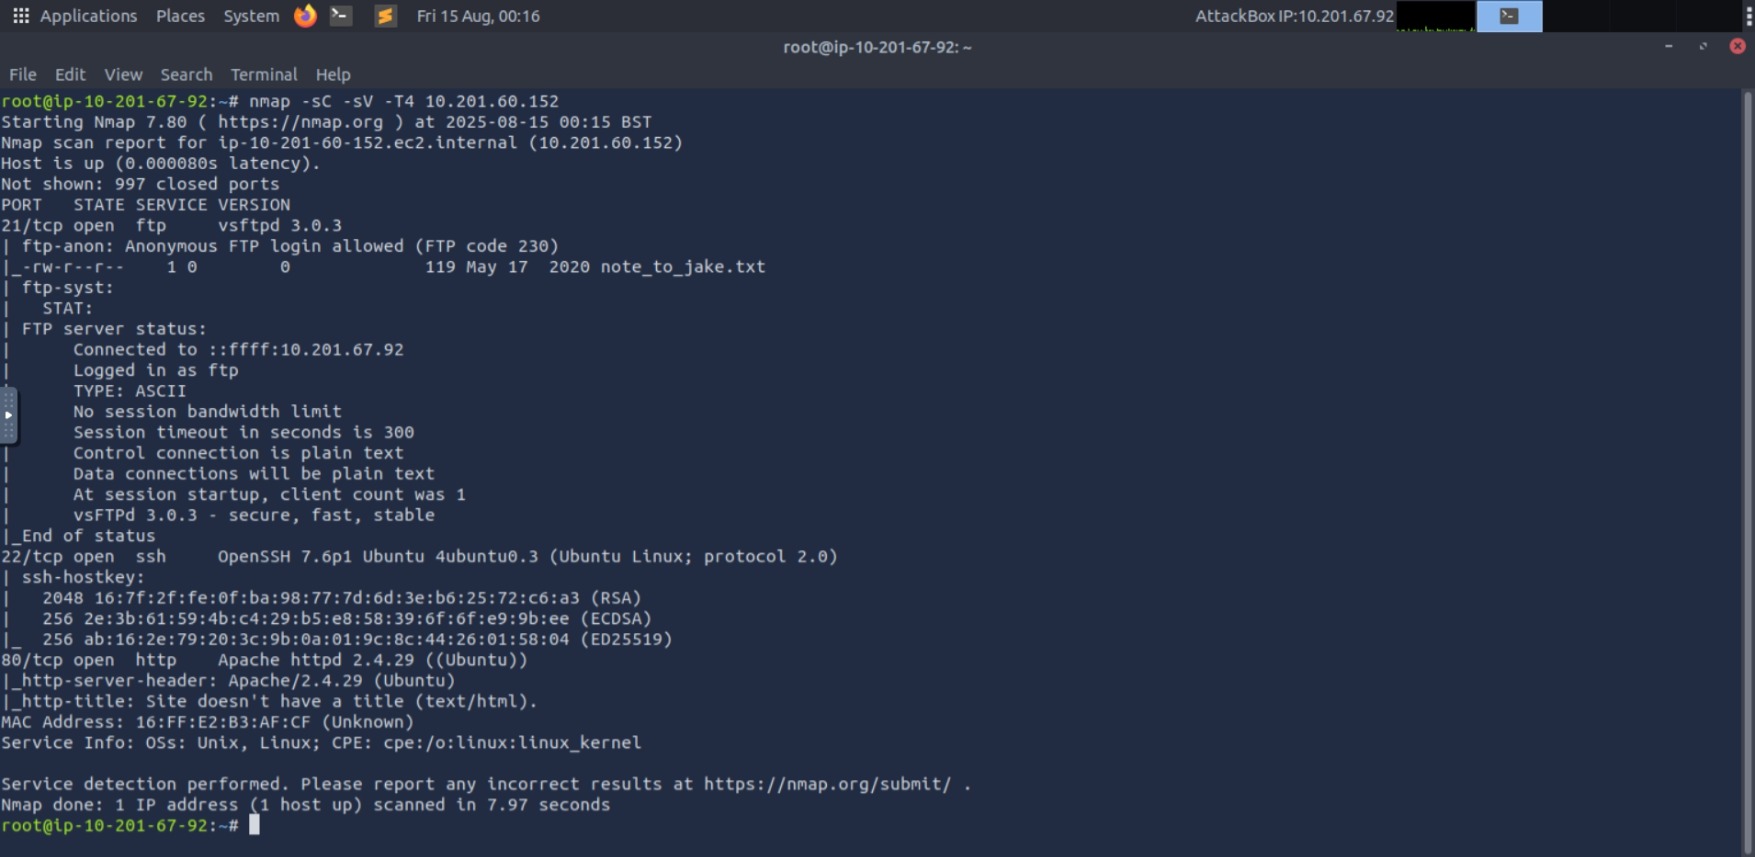 Applications Places System Fri 15 Aug, 00:16 AttackBox IP:10.201.67.92
root@ip-10-201-67-92: ~
File Edit View Search Terminal Help
root@ip-10-201-67-92:~# nmap -sC -sV -T4 10.201.60.152
Starting Nmap 7.80 ( https://nmap.org ) at 2025-08-15 00:15 BST
Nmap scan report for ip-10-201-60-152.ec2.internal (10.201.60.152)
Host is up (0.000080s latency).
Not shown: 997 closed ports
PORT   STATE SERVICE VERSION
21/tcp open  ftp     vsftpd 3.0.3
| ftp-anon: Anonymous FTP login allowed (FTP code 230)
|_-rw-r--r--    1 0        0             119 May 17  2020 note_to_jake.txt
| ftp-syst:
|   STAT:
| FTP server status:
|      Connected to ::ffff:10.201.67.92
|      Logged in as ftp
|      TYPE: ASCII
|      No session bandwidth limit
|      Session timeout in seconds is 300
|      Control connection is plain text
|      Data connections will be plain text
|      At session startup, client count was 1
|      vsFTPd 3.0.3 - secure, fast, stable
|_End of status
22/tcp open  ssh     OpenSSH 7.6p1 Ubuntu 4ubuntu0.3 (Ubuntu Linux; protocol 2.0)
| ssh-hostkey:
|   2048 16:7f:2f:fe:0f:ba:98:77:7d:6d:3e:b6:25:72:c6:a3 (RSA)
|   256 2e:3b:61:59:4b:c4:29:b5:e8:58:39:6f:6f:e9:9b:ee (ECDSA)
|_  256 ab:16:2e:79:20:3c:9b:0a:01:9c:8c:44:26:01:58:04 (ED25519)
80/tcp open  http    Apache httpd 2.4.29 ((Ubuntu))
|_http-server-header: Apache/2.4.29 (Ubuntu)
|_http-title: Site doesn't have a title (text/html).
MAC Address: 16:FF:E2:B3:AF:CF (Unknown)
Service Info: OSs: Unix, Linux; CPE: cpe:/o:linux:linux_kernel
Service detection performed. Please report any incorrect results at https://nmap.org/submit/ .
Nmap done: 1 IP address (1 host up) scanned in 7.97 seconds
root@ip-10-201-67-92:~#